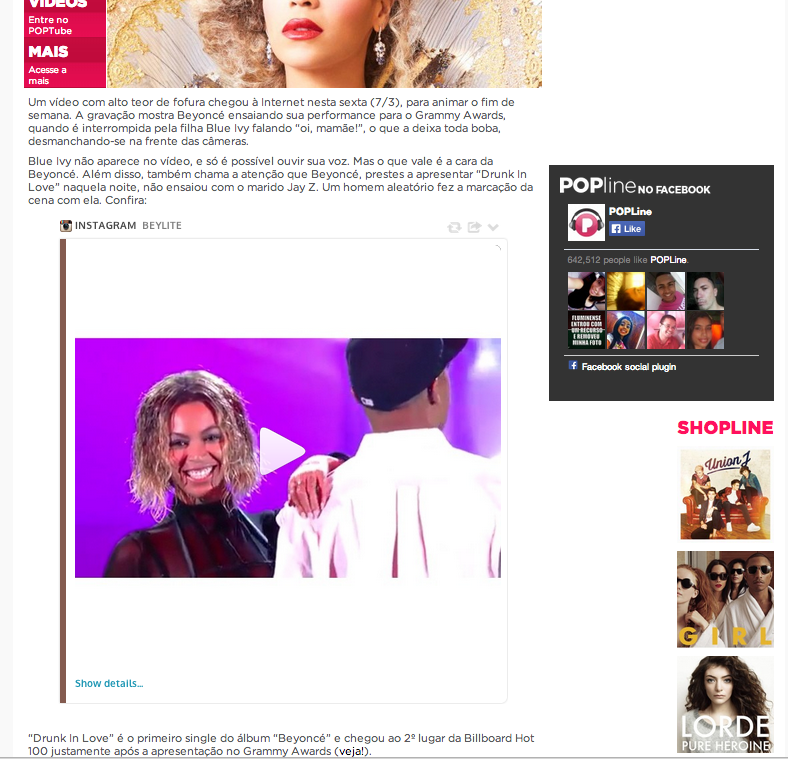 VÍDEOS
Entre no
POPTube
MAIS
Acesse a
mais
Um vídeo com alto teor de fofura chegou à Internet nesta sexta (7/3), para animar o fim de
semana. A gravação mostra Beyoncé ensaiando sua performance para o Grammy Awards,
quando é interrompida pela filha Blue Ivy falando “oi, mamãe!”, o que a deixa toda boba,
desmanchando-se na frente das câmeras.
Blue Ivy não aparece no vídeo, e só é possível ouvir sua voz. Mas o que vale é a cara da
Beyoncé. Além disso, também chama a atenção que Beyoncé, prestes a apresentar “Drunk In
Love” naquela noite, não ensaiou com o marido Jay Z. Um homem aleatório fez a marcação da
cena com ela. Confira:
INSTAGRAM BEYLITE
Show details...
“Drunk In Love” é o primeiro single do álbum “Beyoncé” e chegou ao 2º lugar da Billboard Hot
100 justamente após a apresentação no Grammy Awards (veja!).
POPline NO FACEBOOK
POPLine
Like
642,512 people like POPLine.
FLUMINENSE
ENTROU COM
UM RECURSO
E REMOVEU
MINHA FOTO
Facebook social plugin
SHOPLINE
Union J
GIRL
LORDE
PURE HEROINE